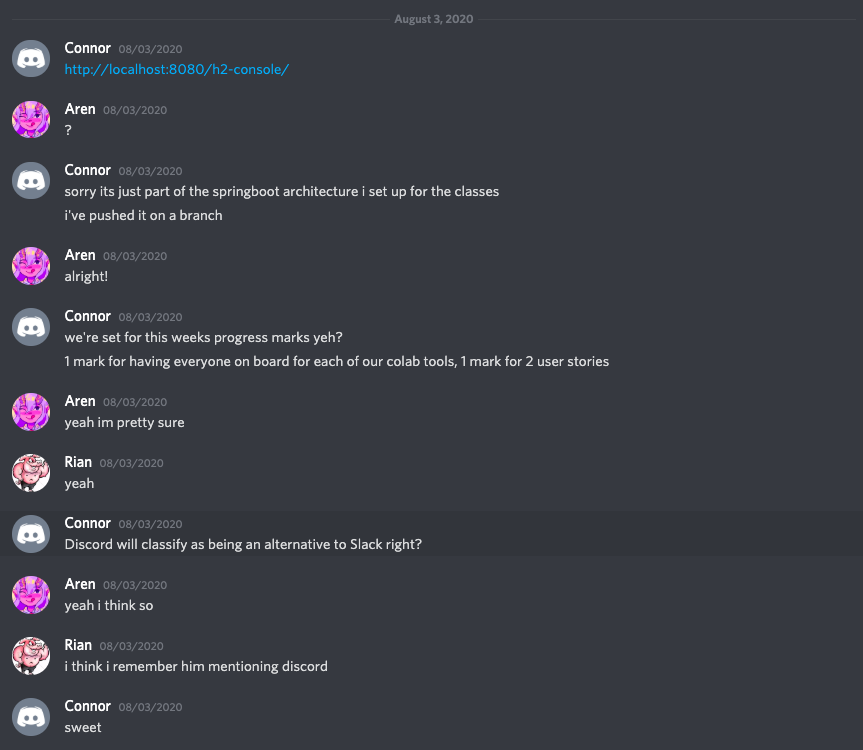 August 3, 2020
Connor 08/03/2020
http://localhost:8080/h2-console/
Aren 08/03/2020
?
Connor 08/03/2020
sorry its just part of the springboot architecture i set up for the classes
i've pushed it on a branch
Aren 08/03/2020
alright!
Connor 08/03/2020
we're set for this weeks progress marks yeh?
1 mark for having everyone on board for each of our colab tools, 1 mark for 2 user stories
Aren 08/03/2020
yeah im pretty sure
Rian 08/03/2020
yeah
Connor 08/03/2020
Discord will classify as being an alternative to Slack right?
Aren 08/03/2020
yeah i think so
Rian 08/03/2020
i think i remember him mentioning discord
Connor 08/03/2020
sweet